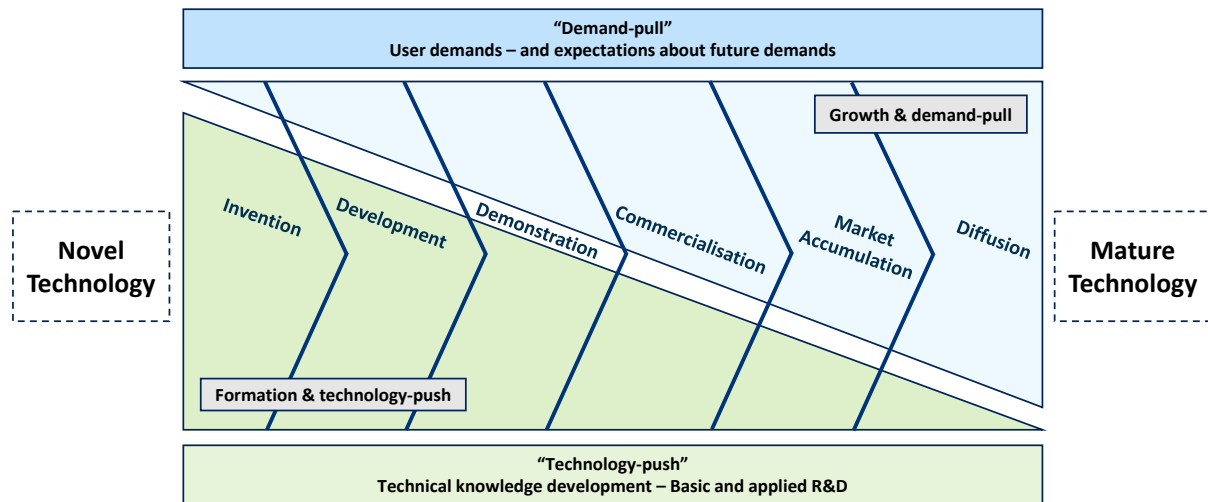 “Demand-pull”
User demands – and expectations about future demands
Growth & demand-pull
Invention
Development
Demonstration
Commercialisation
Market
Accumulation
Diffusion
Novel
Technology
Mature
Technology
Formation & technology-push
“Technology-push”
Technical knowledge development – Basic and applied R&D